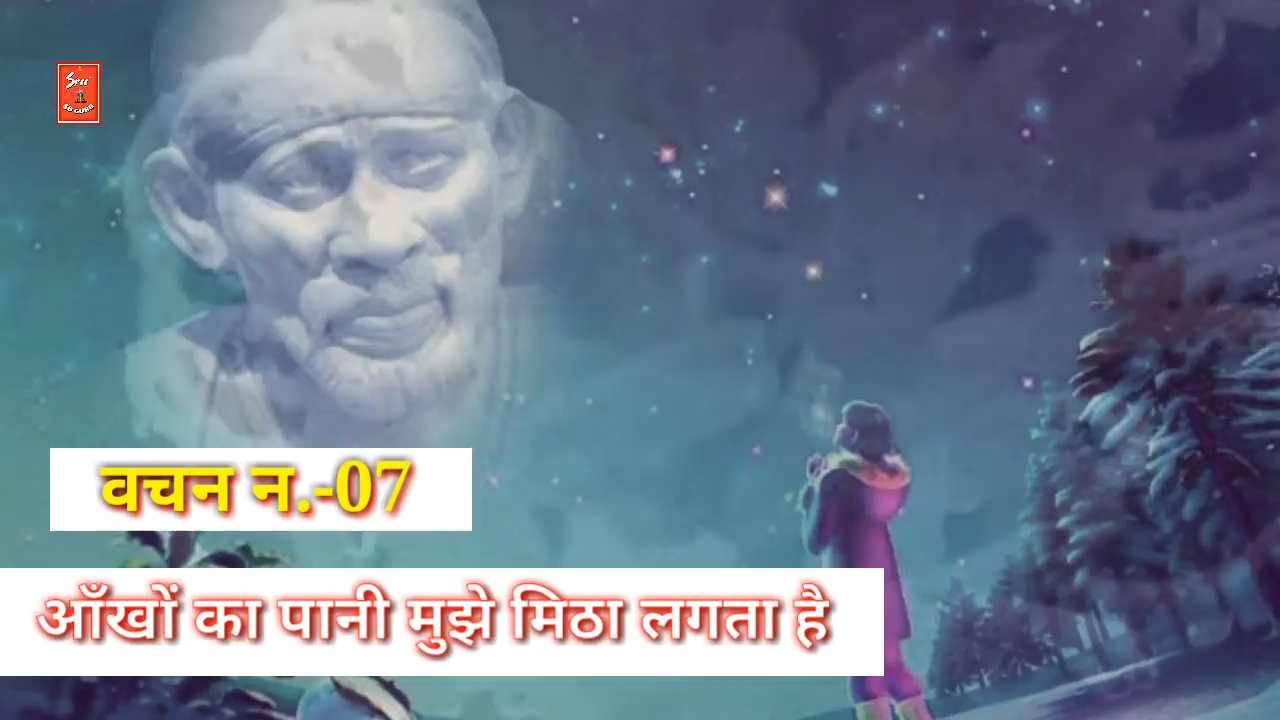 वचन न.-07
आँखों का पानी मुझे मिठा लगता है